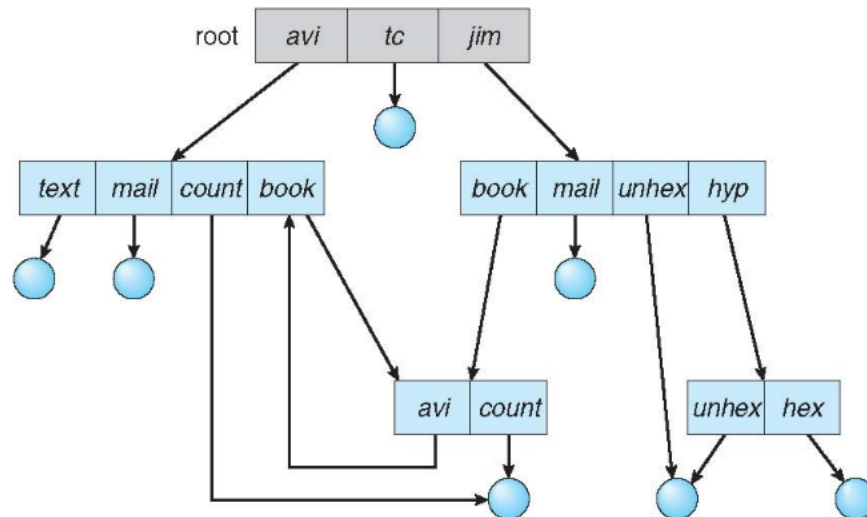 root avi tc jim
text mail count book book mail unhex hyp
avi count unhex hex